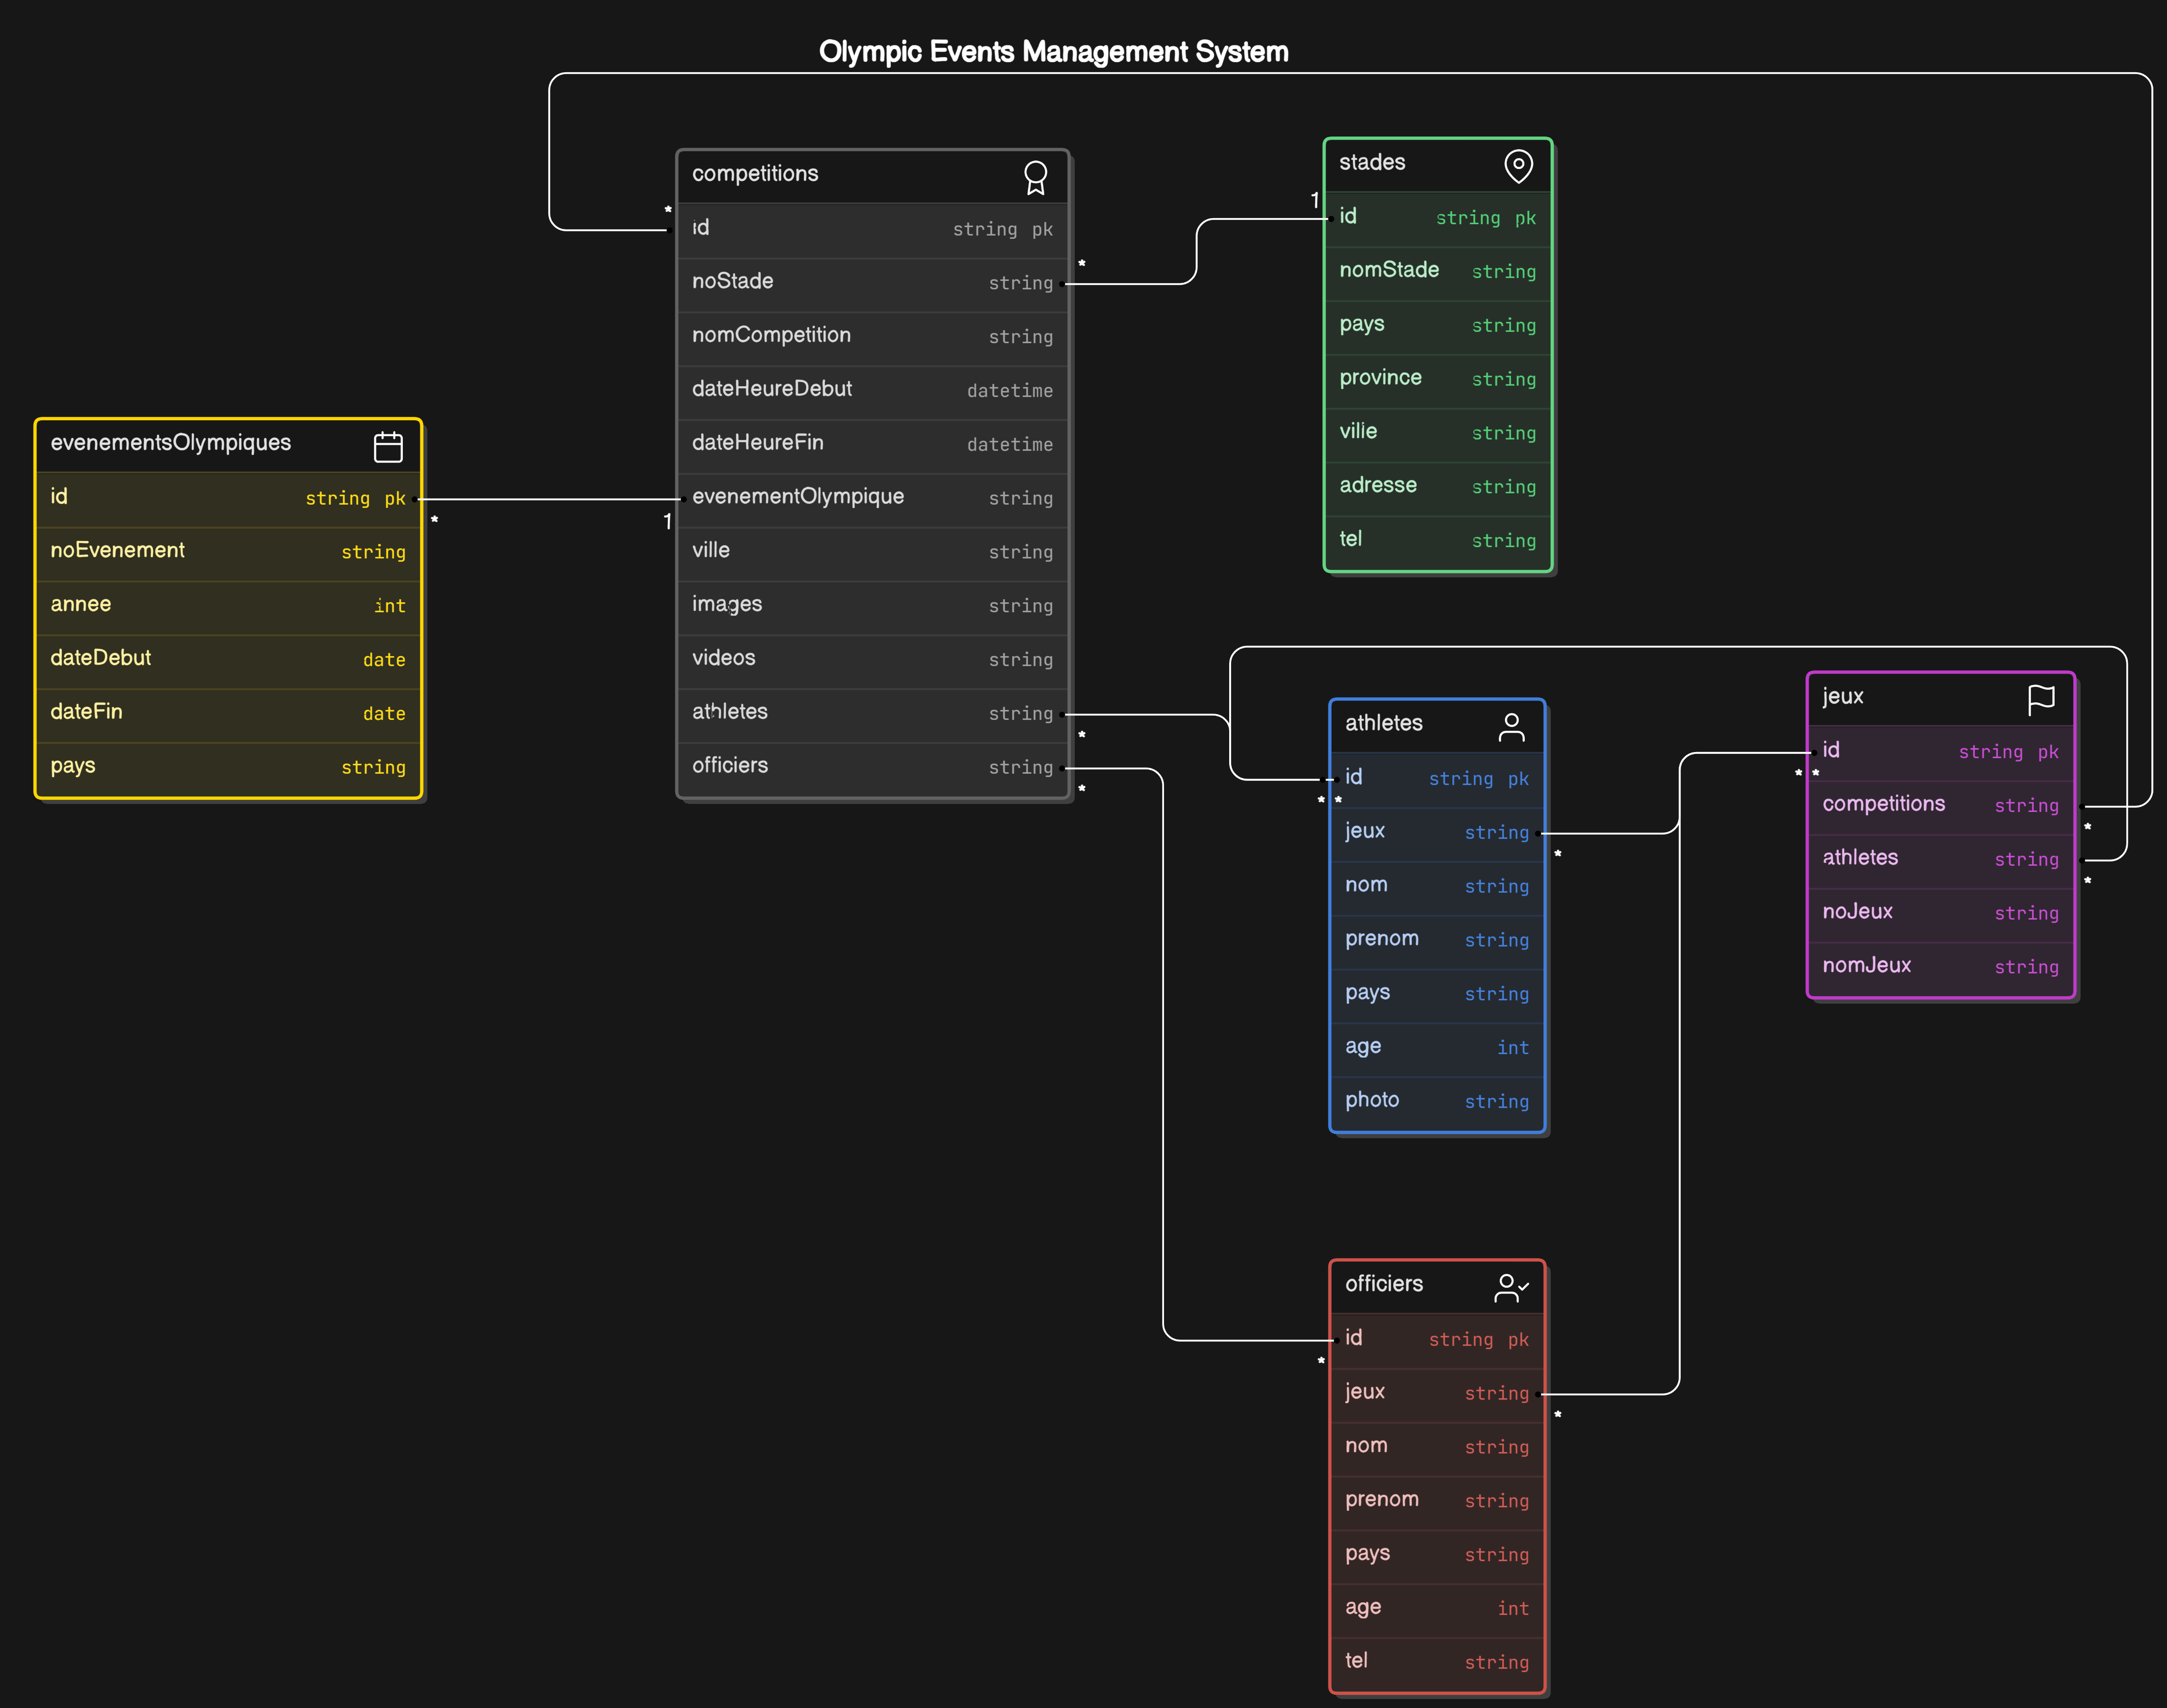 Olympic Events Management System
competitions
* id string pk
noStade string *
nomCompetition string
dateHeureDebut datetime
dateHeureFin datetime
1 evenementOlympique string
ville string
images string
videos string
athletes string *
officiers string *
stades
1 id string pk
nomStade string
pays string
province string
ville string
adresse string
tel string
evenementsOlympiques
id string pk *
noEvenement string
annee int
dateDebut date
dateFin date
pays string
athletes
* * id string pk
jeux string *
nom string
prenom string
pays string
age int
photo string
jeux
* * id string pk
competitions string *
athletes string *
noJeux string
nomJeux string
officiers
* id string pk
jeux string *
nom string
prenom string
pays string
age int
tel string